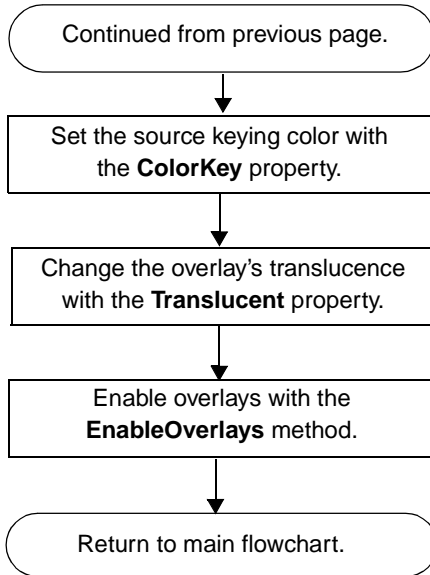 Continued from previous page.
Set the source keying color with
the ColorKey property.
Change the overlay's translucence
with the Translucent property.
Enable overlays with the
EnableOverlays method.
Return to main flowchart.